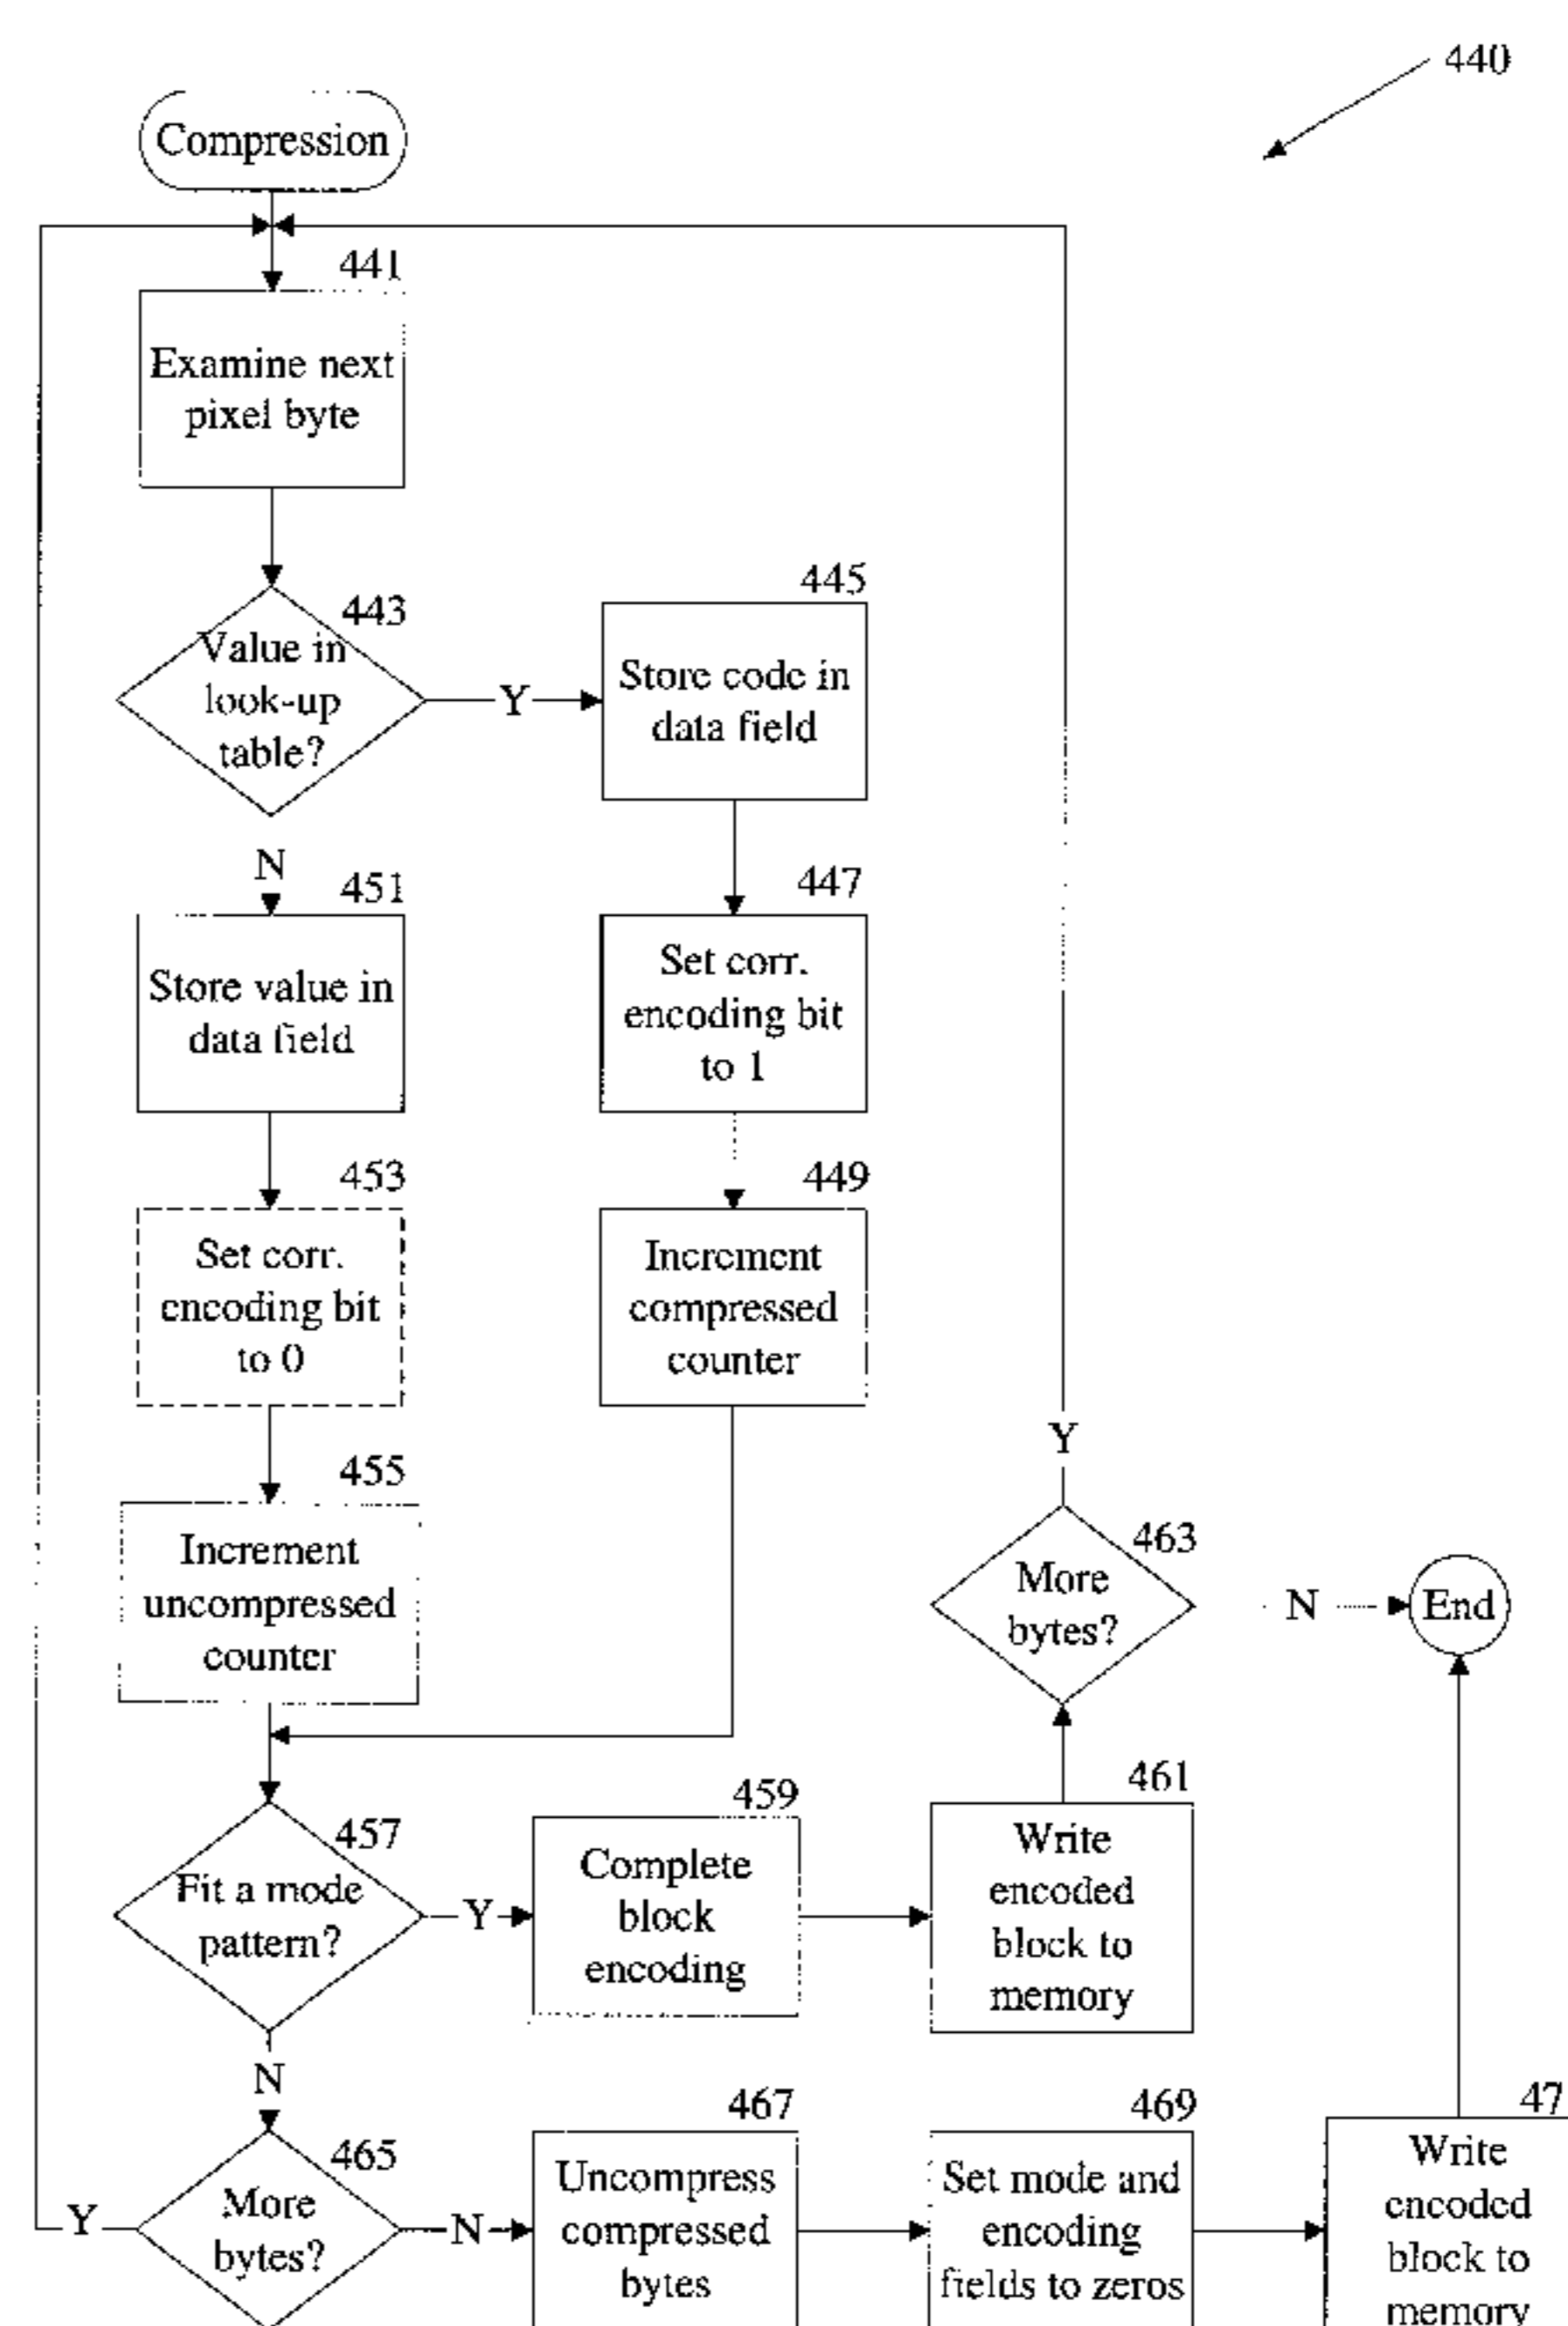 440
Compression
441
Examine next
pixel byte
443
Value in
look-up
table?
Y
445
Store code in
data field
N
451
Store value in
data field
447
Set corr.
encoding bit
to 1
453
Set corr.
encoding bit
to 0
449
Increment
compressed
counter
455
Increment
uncompressed
counter
Y
463
More
bytes?
N
End
457
Fit a mode
pattern?
Y
459
Complete
block
encoding
461
Write
encoded
block to
memory
N
465
More
bytes?
Y
N
467
Uncompress
compressed
bytes
469
Set mode and
encoding
fields to zeros
47
Write
encoded
block to
memory